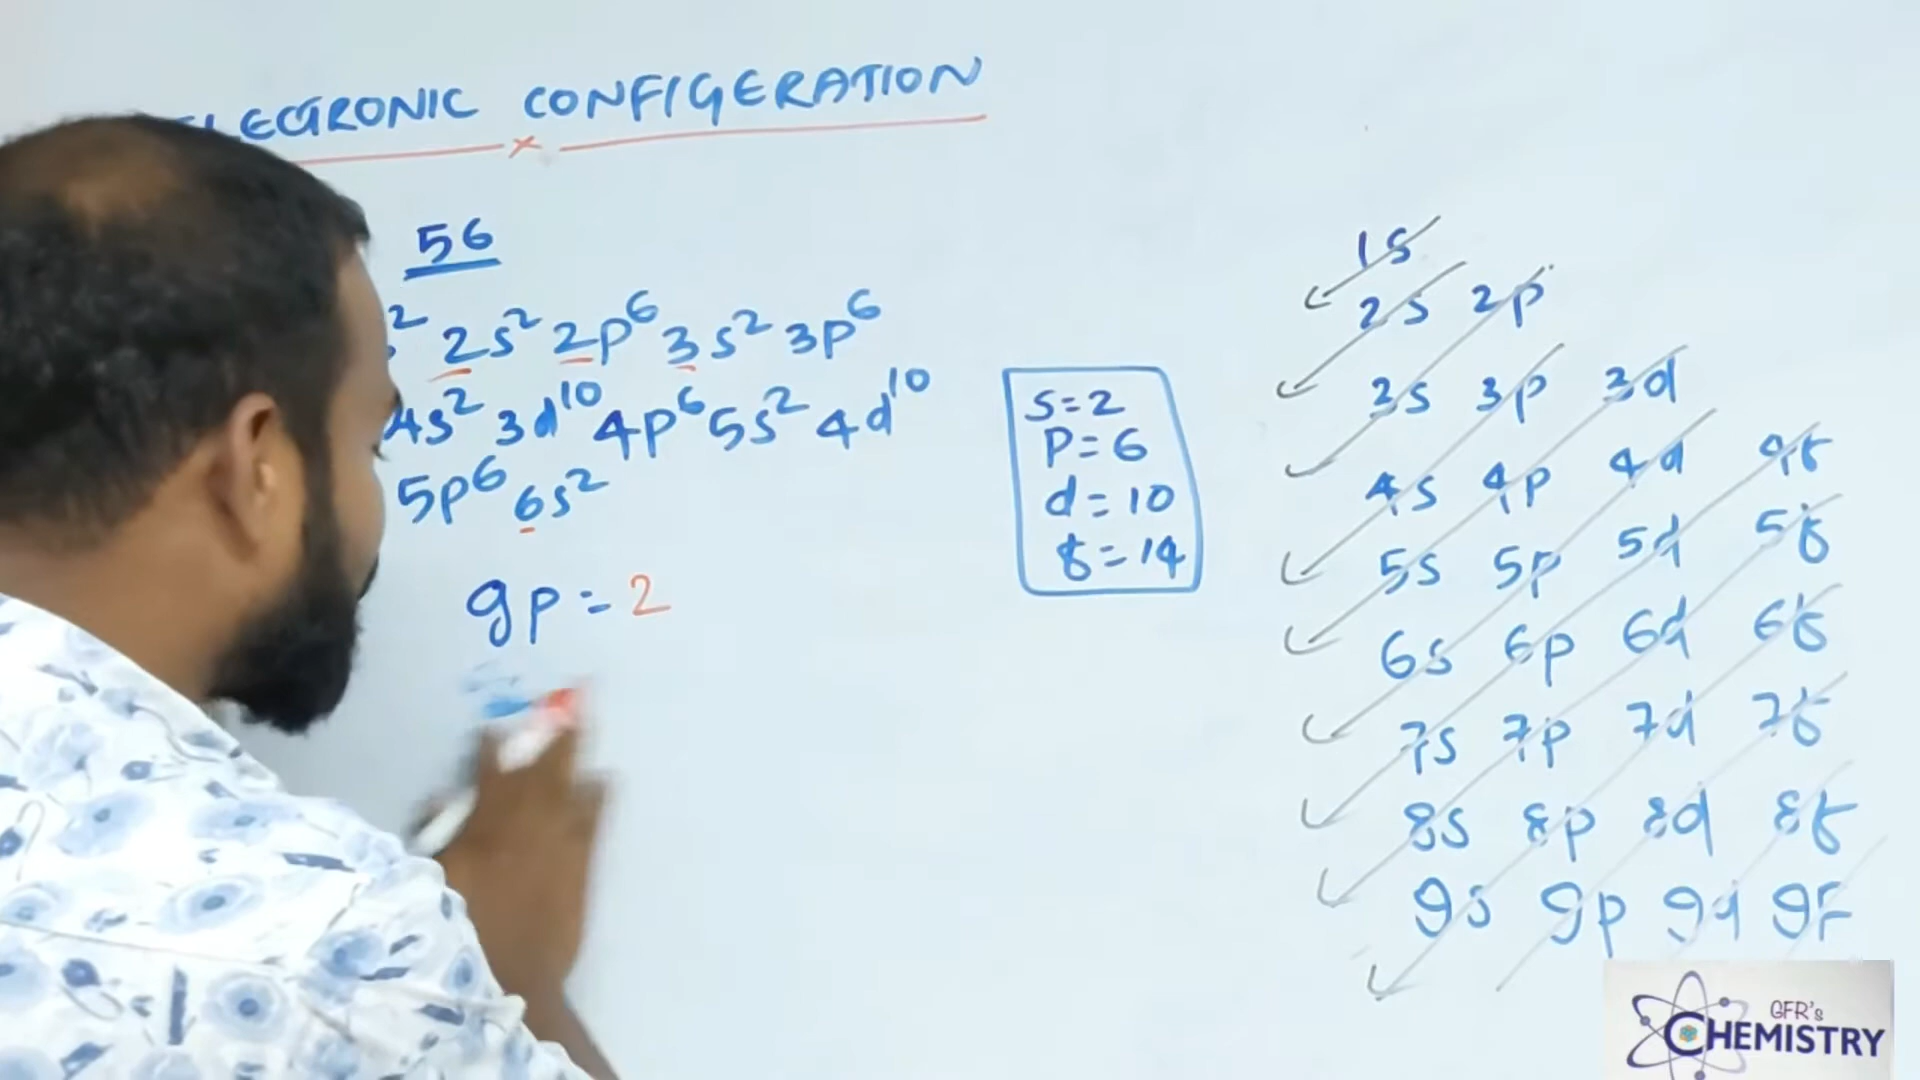 ELECTRONIC CONFIGERATION
56
² 2s² 2p⁶ 3s² 3p⁶
4s² 3d¹⁰ 4p⁶ 5s² 4d¹⁰
5p⁶ 6s²
gp = 2
s=2
p=6
d=10
f=14
1s
2s 2p
3s 3p 3d
4s 4p 4d 4f
5s 5p 5d 5f
6s 6p 6d 6f
7s 7p 7d 7f
8s 8p 8d 8f
9s 9p 9d 9f
GFR's
CHEMISTRY